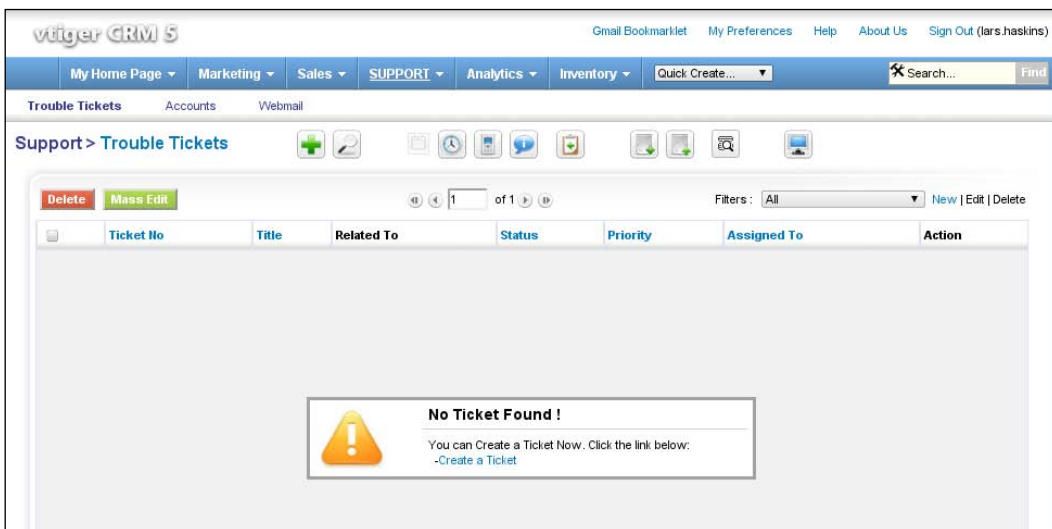 vtiger CRM 5
Gmail Bookmarklet My Preferences Help About Us Sign Out (lars.haskins)
My Home Page Marketing Sales SUPPORT Analytics Inventory Quick Create... Search... Find
Trouble Tickets Accounts Webmail
Support > Trouble Tickets
Delete Mass Edit 1 of 1 Filters : All New | Edit | Delete
Ticket No Title Related To Status Priority Assigned To Action
No Ticket Found !
You can Create a Ticket Now. Click the link below:
-Create a Ticket